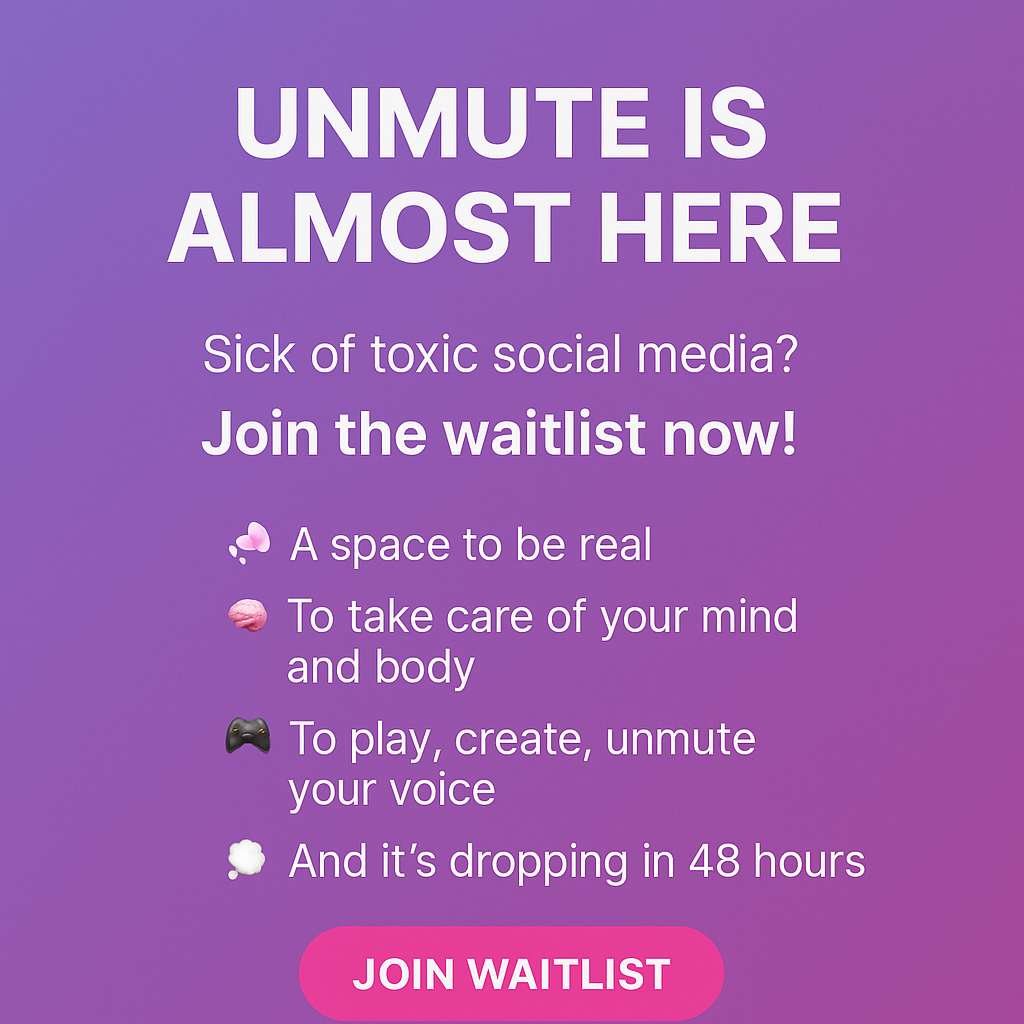 UNMUTE IS
ALMOST HERE
Sick of toxic social media?
Join the waitlist now!
A space to be real
To take care of your mind
and body
To play, create, unmute
your voice
And it’s dropping in 48 hours
JOIN WAITLIST